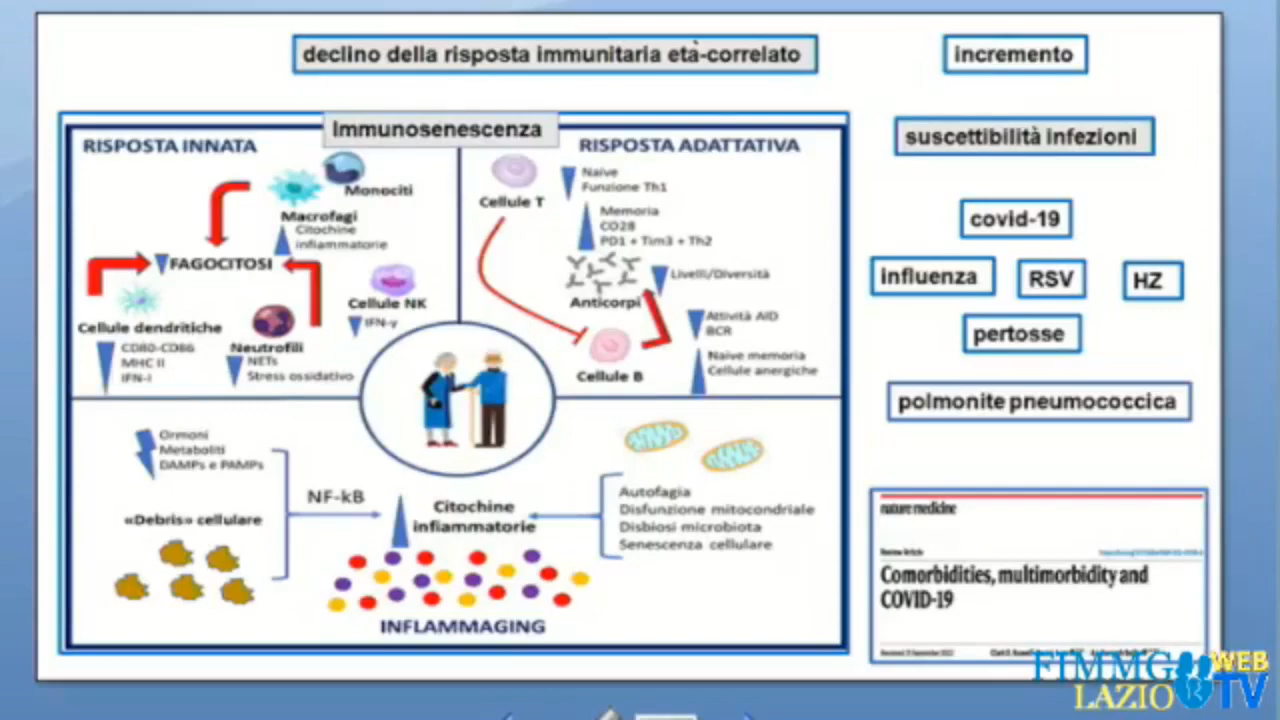 declino della risposta immunitaria età-correlato
incremento
Immunosenescenza
suscettibilità infezioni
RISPOSTA INNATA
RISPOSTA ADATTATIVA
Monociti
Macrofagi
Citochine
infiammatorie
FAGOCITOSI
Cellule NK
IFN-γ
Cellule dendritiche
CD80-CD86
MHC II
IFN-I
Neutrofili
NETs
Stress ossidativo
Cellule T
Naive
Funzione Th1
Memoria
CO28
PD1 + Tim3 + Th2
Livelli/Diversità
Anticorpi
Attività AID
BCR
Cellule B
Naive memoria
Cellule anergiche
covid-19
influenza
RSV
HZ
pertosse
polmonite pneumococcica
Ormoni
Metaboliti
DAMPs e PAMPs
NF-kB
«Debris» cellulare
Citochine
infiammatorie
Autofagia
Disfunzione mitocondriale
Disbiosi microbiota
Senescenza cellulare
INFLAMMAGING
nature medicine
Review Article
Comorbidities, multimorbidity and
COVID-19
FIMMG
LAZIO
WEB
TV